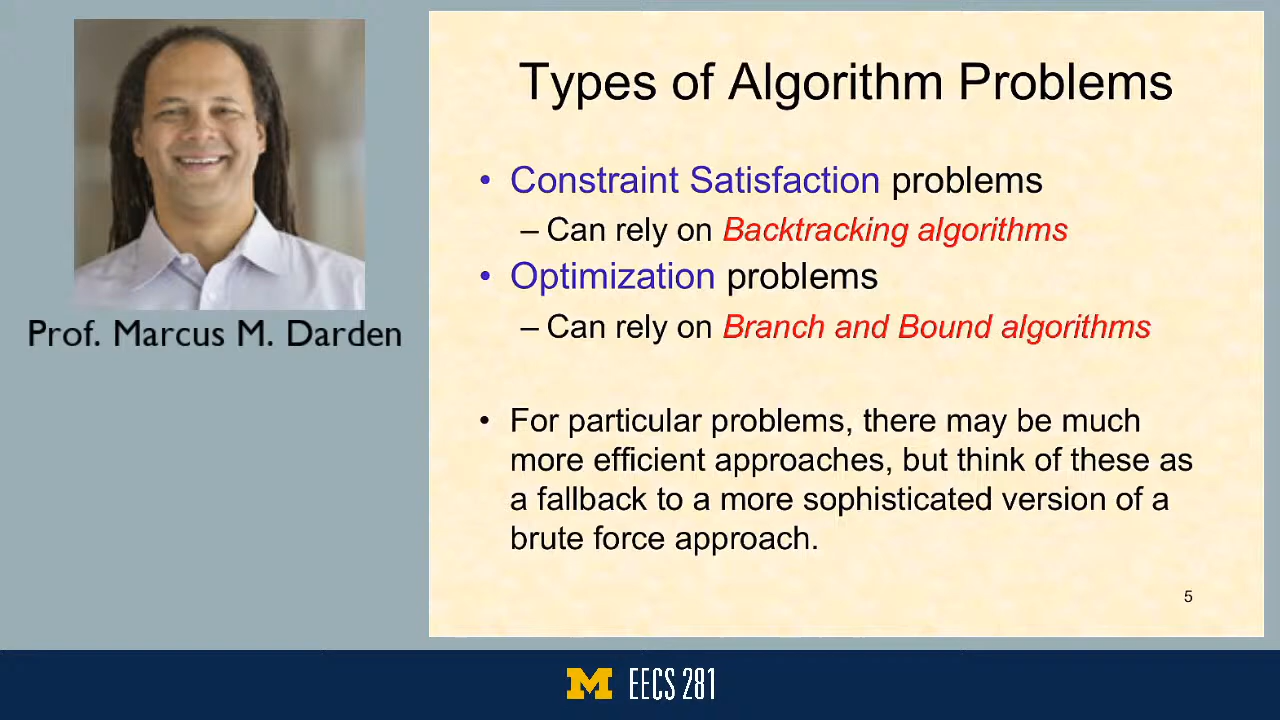 Prof. Marcus M. Darden
Types of Algorithm Problems
• Constraint Satisfaction problems
– Can rely on Backtracking algorithms
• Optimization problems
– Can rely on Branch and Bound algorithms
• For particular problems, there may be much
more efficient approaches, but think of these as
a fallback to a more sophisticated version of a
brute force approach.
5
M EECS 281